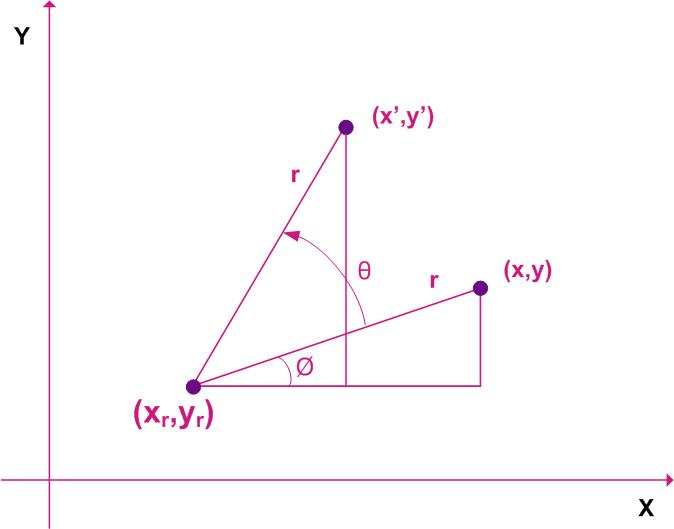 Y
(x’,y’)
r
θ
r
(x,y)
Ø
(xᵣ,yᵣ)
X